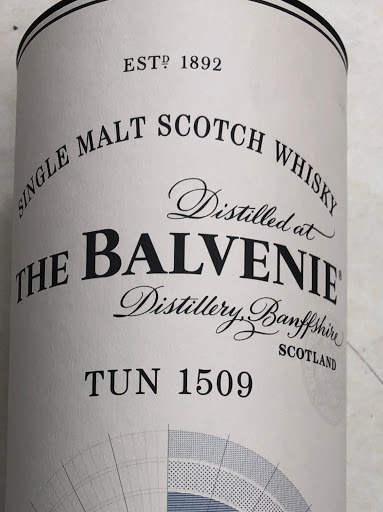 ESTD. 1892
SINGLE MALT SCOTCH WHISKY
Distilled at
THE BALVENIE®
Distillery, Banffshire
SCOTLAND
TUN 1509